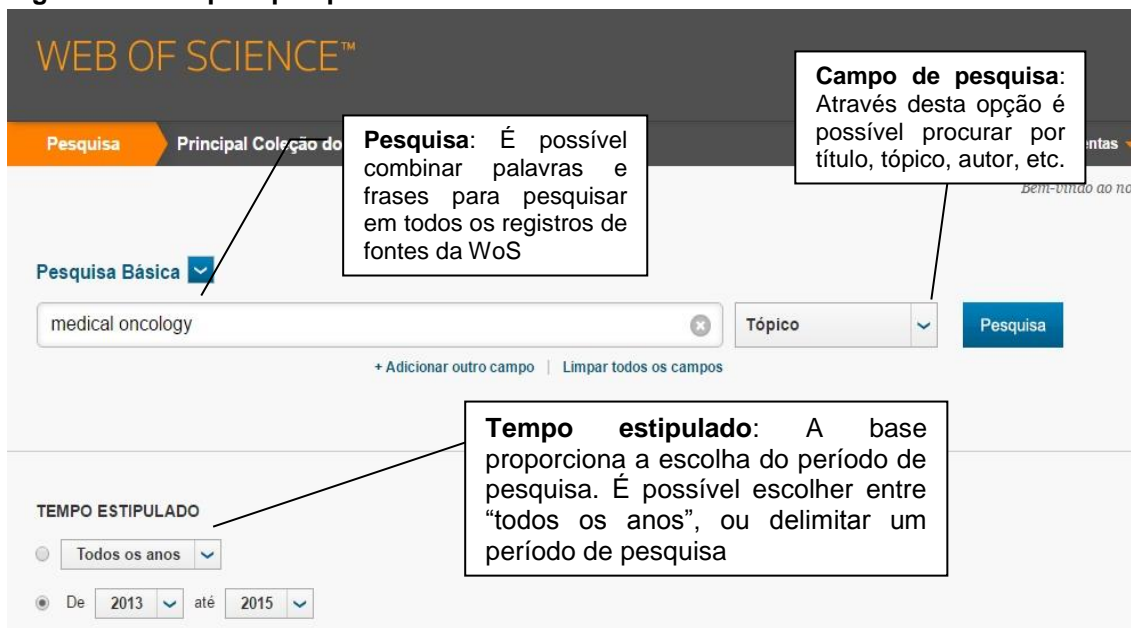 WEB OF SCIENCE™
Campo de pesquisa:
Através desta opção é
possível procurar por
título, tópico, autor, etc.
Pesquisa
Principal Coleção do
Pesquisa: É possível
combinar palavras e
frases para pesquisar
em todos os registros de
fontes da WoS
Bem-vindo ao
Pesquisa Básica
medical oncology
Tópico
Pesquisa
+ Adicionar outro campo | Limpar todos os campos
Tempo estipulado: A base
proporciona a escolha do período de
pesquisa. É possível escolher entre
“todos os anos”, ou delimitar um
período de pesquisa
TEMPO ESTIPULADO
Todos os anos
De 2013 até 2015